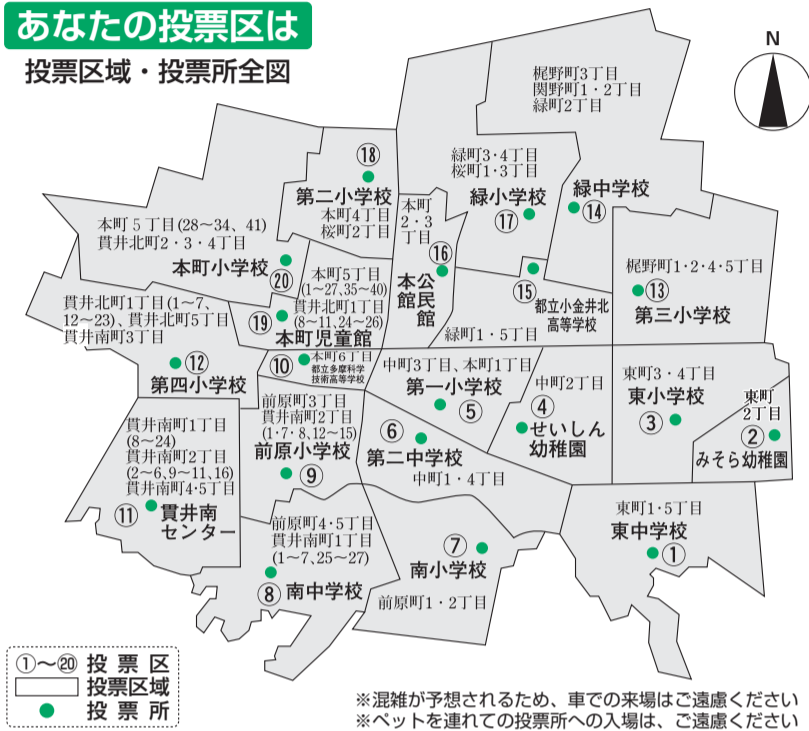 あなたの投票区は
投票区域・投票所全図
N
梶野町3丁目
関野町1・2丁目
緑町2丁目
緑中学校
⑭
緑町3・4丁目
桜町1・3丁目
緑小学校
⑰
⑱
第二小学校
本町4丁目
桜町2丁目
本町
2・3
丁目
⑯
公民館
本館
本町5丁目(28〜34、41)
貫井北町2・3・4丁目
本町小学校
⑳
本町5丁目
(1〜27、35〜40)
貫井北町1丁目
(8〜11、24〜26)
⑲
本町児童館
⑮
都立小金井北
高等学校
緑町1・5丁目
梶野町1・2・4・5丁目
⑬
第三小学校
貫井北町1丁目(1〜7、
12〜23)、貫井北町5丁目
貫井南町3丁目
⑫
第四小学校
⑩
本町6丁目
都立多摩科学
技術高等学校
中町3丁目、本町1丁目
第一小学校
⑤
中町2丁目
④
せいしん
幼稚園
東町3・4丁目
東小学校
③
東町
2丁目
②
みそら幼稚園
前原町3丁目
貫井南町2丁目
(1・7・8、12〜15)
前原小学校
⑨
⑥
第二中学校
中町1・4丁目
貫井南町1丁目
(8〜24)
貫井南町2丁目
(2〜6、9〜11、16)
貫井南町4・5丁目
⑪
貫井南
センター
前原町4・5丁目
貫井南町1丁目
(1〜7、25〜27)
⑧
南中学校
⑦
南小学校
前原町1・2丁目
東町1・5丁目
東中学校
①
①〜⑳ 投票区
投票区域
投票所
※混雑が予想されるため、車での来場はご遠慮ください
※ペットを連れての投票所への入場は、ご遠慮ください